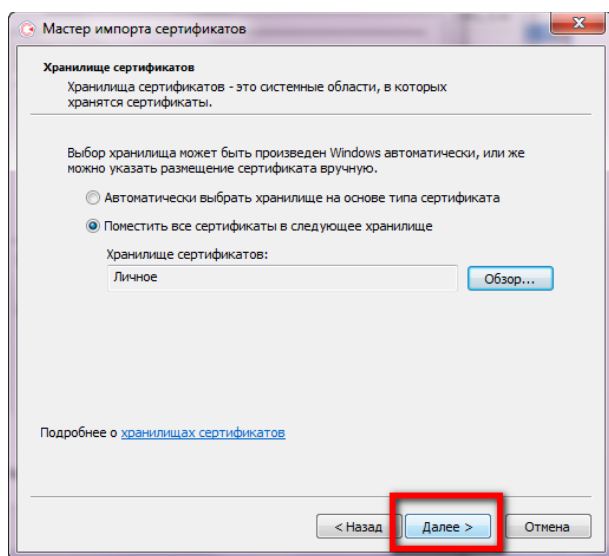 Мастер импорта сертификатов
Хранилище сертификатов
Хранилища сертификатов - это системные области, в которых
хранятся сертификаты.
Выбор хранилища может быть произведен Windows автоматически, или же
можно указать размещение сертификата вручную.
Автоматически выбрать хранилище на основе типа сертификата
Поместить все сертификаты в следующее хранилище
Хранилище сертификатов:
Личное
Обзор...
Подробнее о хранилищах сертификатов
< Назад
Далее >
Отмена